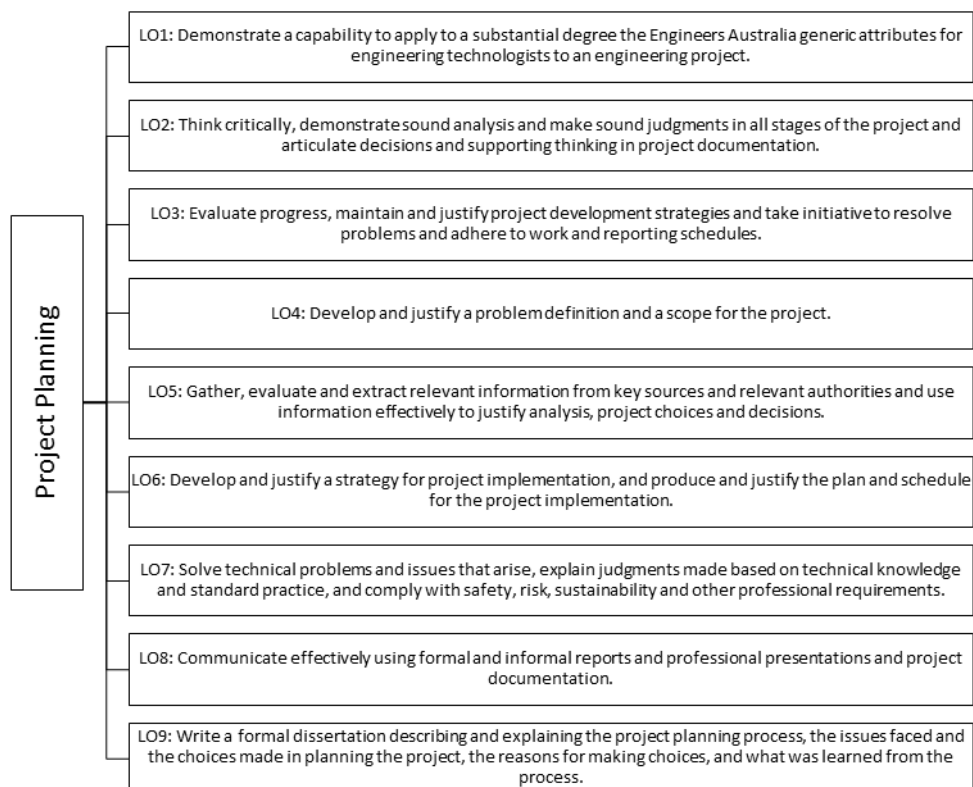 LO1: Demonstrate a capability to apply to a substantial degree the Engineers Australia generic attributes for
engineering technologists to an engineering project.
LO2: Think critically, demonstrate sound analysis and make sound judgments in all stages of the project and
articulate decisions and supporting thinking in project documentation.
LO3: Evaluate progress, maintain and justify project development strategies and take initiative to resolve
problems and adhere to work and reporting schedules.
Project Planning
LO4: Develop and justify a problem definition and a scope for the project.
LO5: Gather, evaluate and extract relevant information from key sources and relevant authorities and use
information effectively to justify analysis, project choices and decisions.
LO6: Develop and justify a strategy for project implementation, and produce and justify the plan and schedule
for the project implementation.
LO7: Solve technical problems and issues that arise, explain judgments made based on technical knowledge
and standard practice, and comply with safety, risk, sustainability and other professional requirements.
LO8: Communicate effectively using formal and informal reports and professional presentations and project
documentation.
LO9: Write a formal dissertation describing and explaining the project planning process, the issues faced and
the choices made in planning the project, the reasons for making choices, and what was learned from the
process.